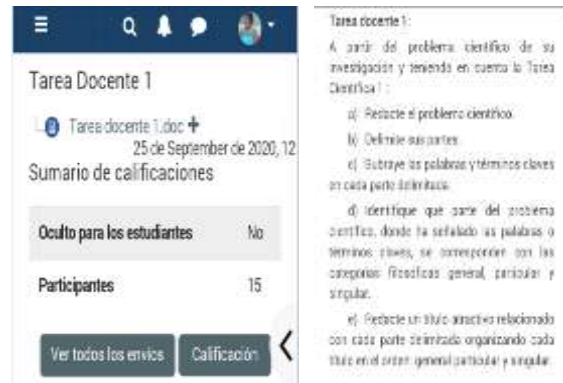 Tarea Docente 1
Tarea docente 1.doc
25 de September de 2020, 12
Sumario de calificaciones
Oculto para los estudiantes No
Participantes 15
Ver todos los envios Calificación
Tarea docente 1:
A partir del problema científico de su
investigación y teniendo en cuenta la Tarea
Científica 1 :
a) Redacte el problema científico.
b) Delimite sus partes.
c) Subraye las palabras y términos claves
en cada parte delimitada.
d) Identifique que parte del problema
científico, donde ha señalado las palabras o
términos claves, se corresponden con las
categorías filosóficas general, particular y
singular.
e) Redacte un título atractivo relacionado
con cada parte delimitada organizando cada
título en el orden general particular y singular.